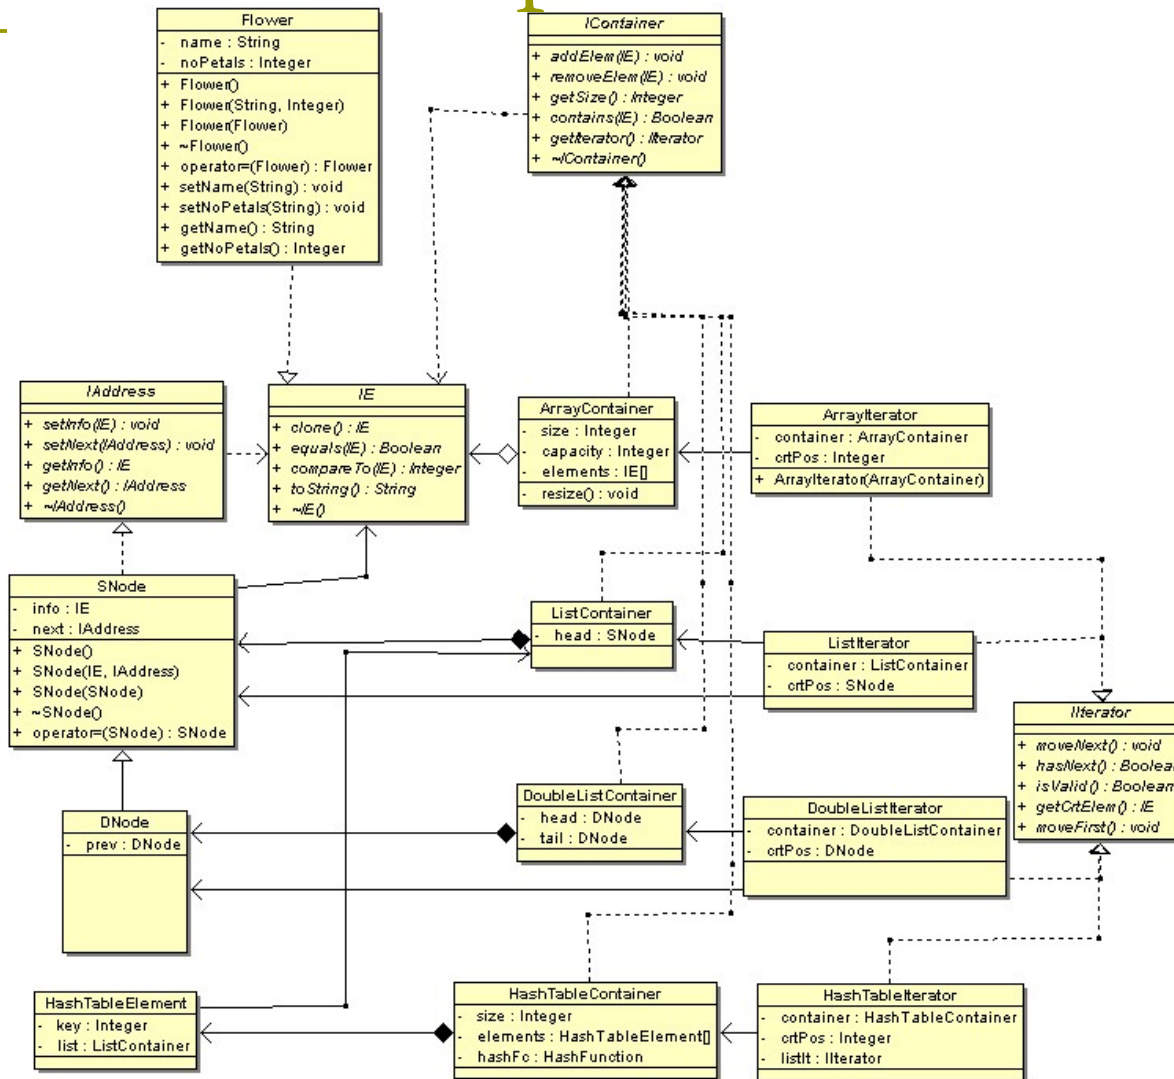 Flower
- name : String
- noPetals : Integer
+ Flower()
+ Flower(String, Integer)
+ Flower(Flower)
+ ~Flower()
+ operator=(Flower) : Flower
+ setName(String) : void
+ setNoPetals(String) : void
+ getName() : String
+ getNoPetals() : Integer
IContainer
+ addElem(IE) : void
+ removeElem(IE) : void
+ getSize() : Integer
+ contains(IE) : Boolean
+ getIterator() : IIterator
+ ~IContainer()
IAddress
+ setInfo(IE) : void
+ setNext(IAddress) : void
+ getInfo() : IE
+ getNext() : IAddress
+ ~IAddress()
IE
+ clone() : IE
+ equals(IE) : Boolean
+ compareTo(IE) : Integer
+ toString() : String
+ ~IE()
ArrayContainer
- size : Integer
- capacity : Integer
- elements : IE[]
- resize() : void
ArrayIterator
- container : ArrayContainer
- crtPos : Integer
+ ArrayIterator(ArrayContainer)
SNode
- info : IE
- next : IAddress
+ SNode()
+ SNode(IE, IAddress)
+ SNode(SNode)
+ ~SNode()
+ operator=(SNode) : SNode
ListContainer
- head : SNode
ListIterator
- container : ListContainer
- crtPos : SNode
IIterator
+ moveNext() : void
+ hasNext() : Boolea
+ isValid() : Boolean
+ getCrtElem() : IE
+ moveFirst() : void
DNode
- prev : DNode
DoubleListContainer
- head : DNode
- tail : DNode
DoubleListIterator
- container : DoubleListContainer
- crtPos : DNode
HashTableElement
- key : Integer
- list : ListContainer
HashTableContainer
- size : Integer
- elements : HashTableElement[]
- hashFc : HashFunction
HashTableIterator
- container : HashTableContainer
- crtPos : Integer
- listIt : IIterator